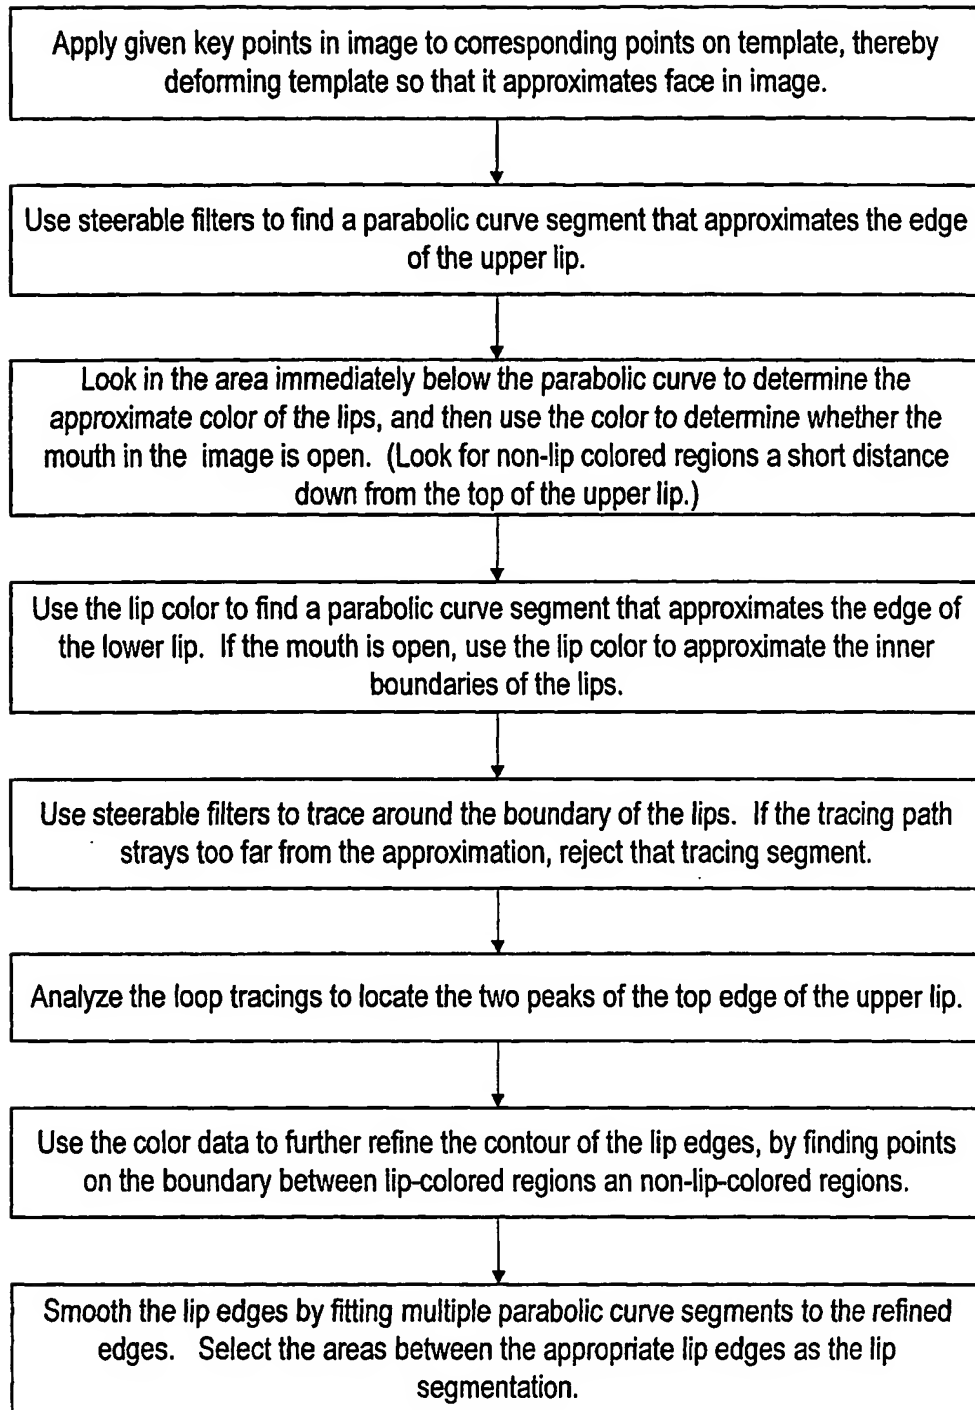 Apply given key points in image to corresponding points on template, thereby
deforming template so that it approximates face in image.
Use steerable filters to find a parabolic curve segment that approximates the edge
of the upper lip.
Look in the area immediately below the parabolic curve to determine the
approximate color of the lips, and then use the color to determine whether the
mouth in the image is open. (Look for non-lip colored regions a short distance
down from the top of the upper lip.)
Use the lip color to find a parabolic curve segment that approximates the edge of
the lower lip. If the mouth is open, use the lip color to approximate the inner
boundaries of the lips.
Use steerable filters to trace around the boundary of the lips. If the tracing path
strays too far from the approximation, reject that tracing segment.
Analyze the loop tracings to locate the two peaks of the top edge of the upper lip.
Use the color data to further refine the contour of the lip edges, by finding points
on the boundary between lip-colored regions an non-lip-colored regions.
Smooth the lip edges by fitting multiple parabolic curve segments to the refined
edges. Select the areas between the appropriate lip edges as the lip
segmentation.